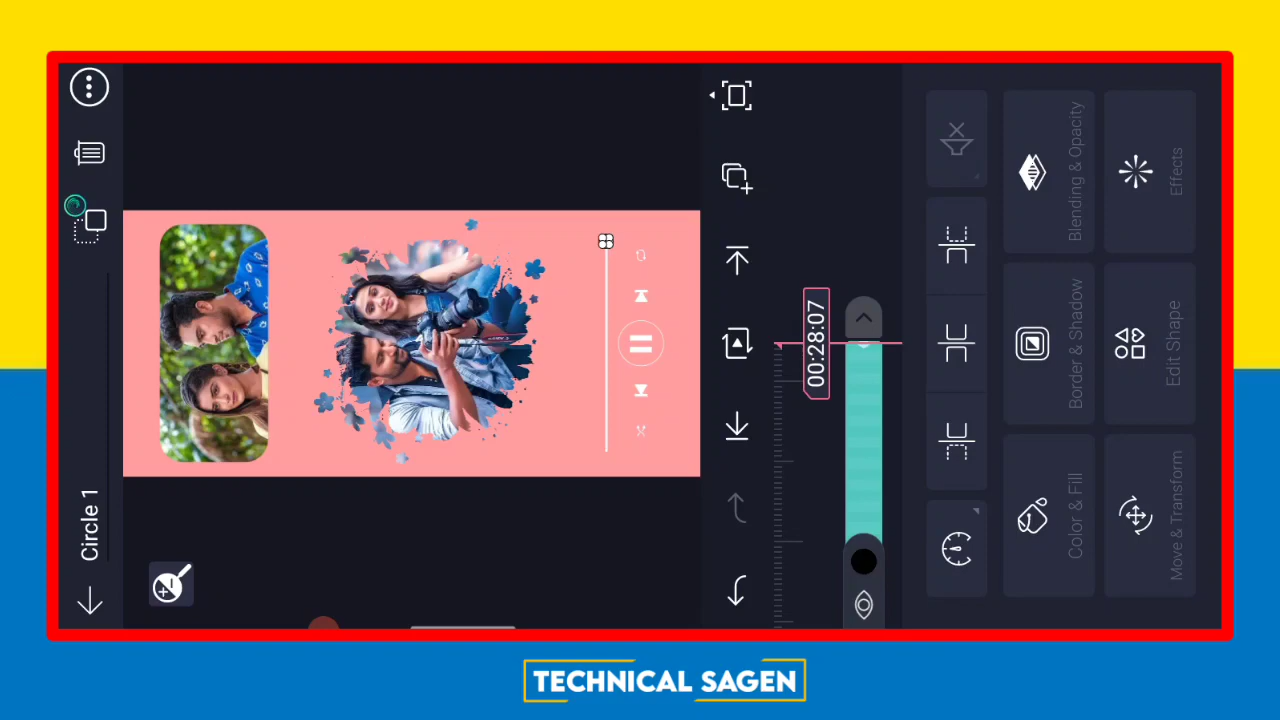 Circle 1
00:28:07
Color & Fill
Border & Shadow
Blending & Opacity
Move & Transform
Edit Shape
Effects
TECHNICAL SAGEN